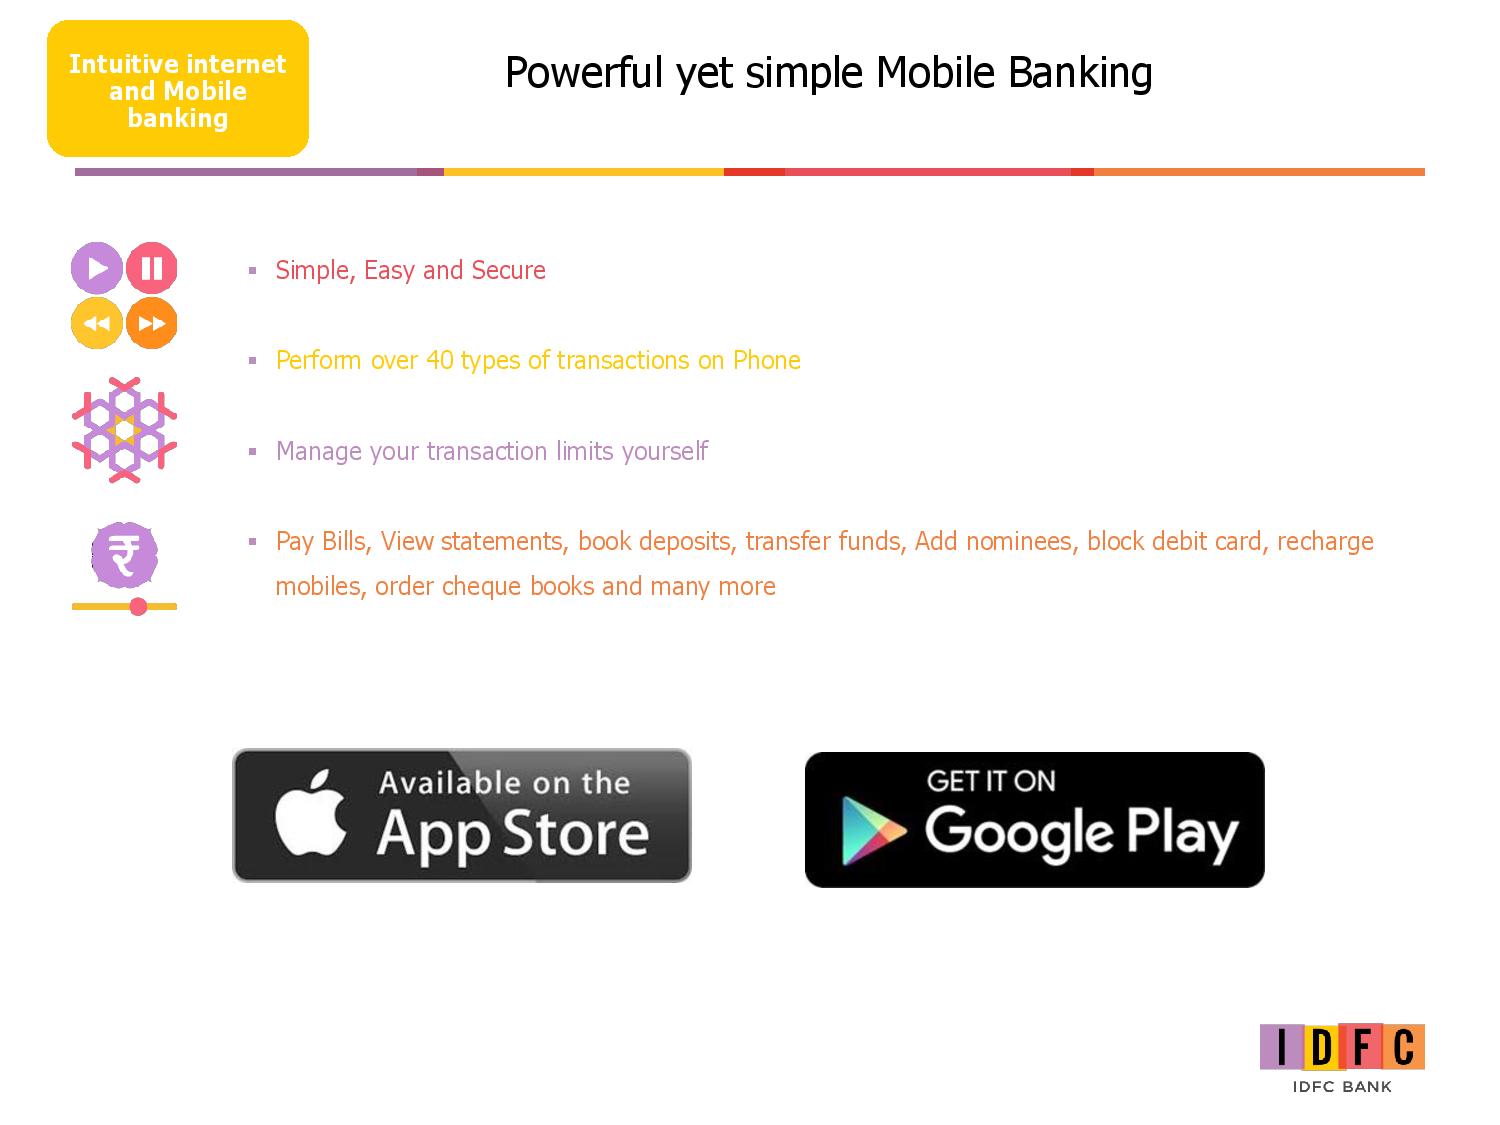 Intuitive internet
and Mobile
banking
Powerful yet simple Mobile Banking
▪ Simple, Easy and Secure
▪ Perform over 40 types of transactions on Phone
▪ Manage your transaction limits yourself
▪ Pay Bills, View statements, book deposits, transfer funds, Add nominees, block debit card, recharge
mobiles, order cheque books and many more
₹
Available on the
App Store
GET IT ON
Google Play
IDFC
IDFC BANK